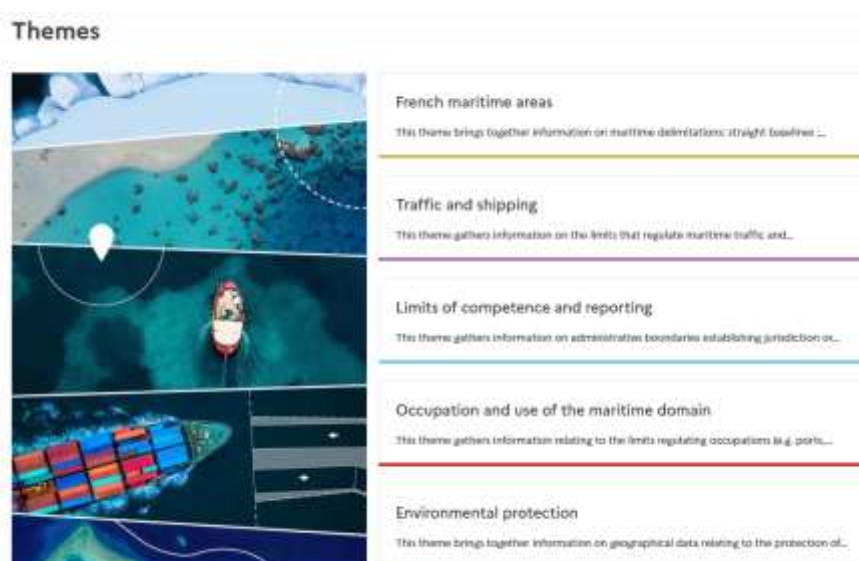 Themes
French maritime areas
This theme brings together information on maritime delimitations: straight baselines ;...
Traffic and shipping
This theme gathers information on the limits that regulate maritime traffic and...
Limits of competence and reporting
This theme gathers information on administrative boundaries establishing jurisdiction or...
Occupation and use of the maritime domain
This theme gathers information relating to the limits regulating occupations (e.g. ports,...
Environmental protection
This theme brings together information on geographical data relating to the protection of...